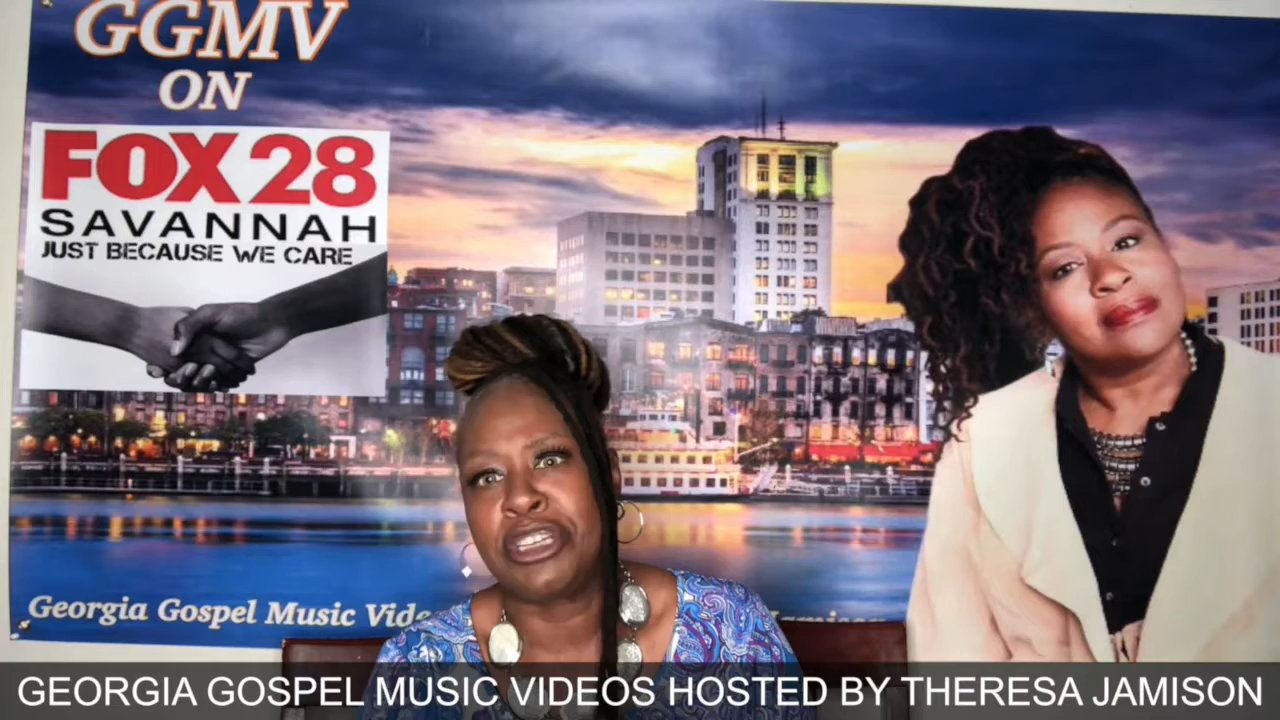 GGMV
ON
FOX28
SAVANNAH
JUST BECAUSE WE CARE
Georgia Gospel Music
GEORGIA GOSPEL MUSIC VIDEOS HOSTED BY THERESA JAMISON